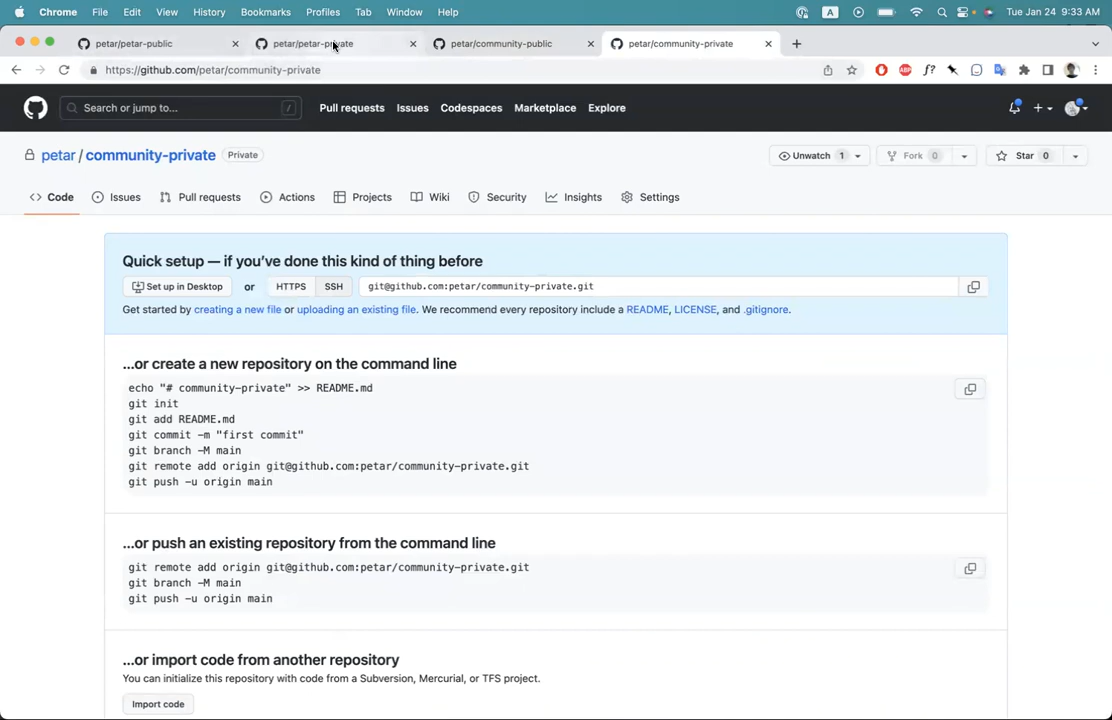 Chrome File Edit View History Bookmarks Profiles Tab Window Help A Tue Jan 24 9:33 AM
petar/petar-public petar/petar-private petar/community-public petar/community-private
https://github.com/petar/community-private ABP f?
Search or jump to... / Pull requests Issues Codespaces Marketplace Explore
petar / community-private Private Unwatch 1 Fork 0 Star 0
Code Issues Pull requests Actions Projects Wiki Security Insights Settings
Quick setup — if you’ve done this kind of thing before
Set up in Desktop or HTTPS SSH git@github.com:petar/community-private.git
Get started by creating a new file or uploading an existing file. We recommend every repository include a README, LICENSE, and .gitignore.
…or create a new repository on the command line
echo "# community-private" >> README.md
git init
git add README.md
git commit -m "first commit"
git branch -M main
git remote add origin git@github.com:petar/community-private.git
git push -u origin main
…or push an existing repository from the command line
git remote add origin git@github.com:petar/community-private.git
git branch -M main
git push -u origin main
…or import code from another repository
You can initialize this repository with code from a Subversion, Mercurial, or TFS project.
Import code